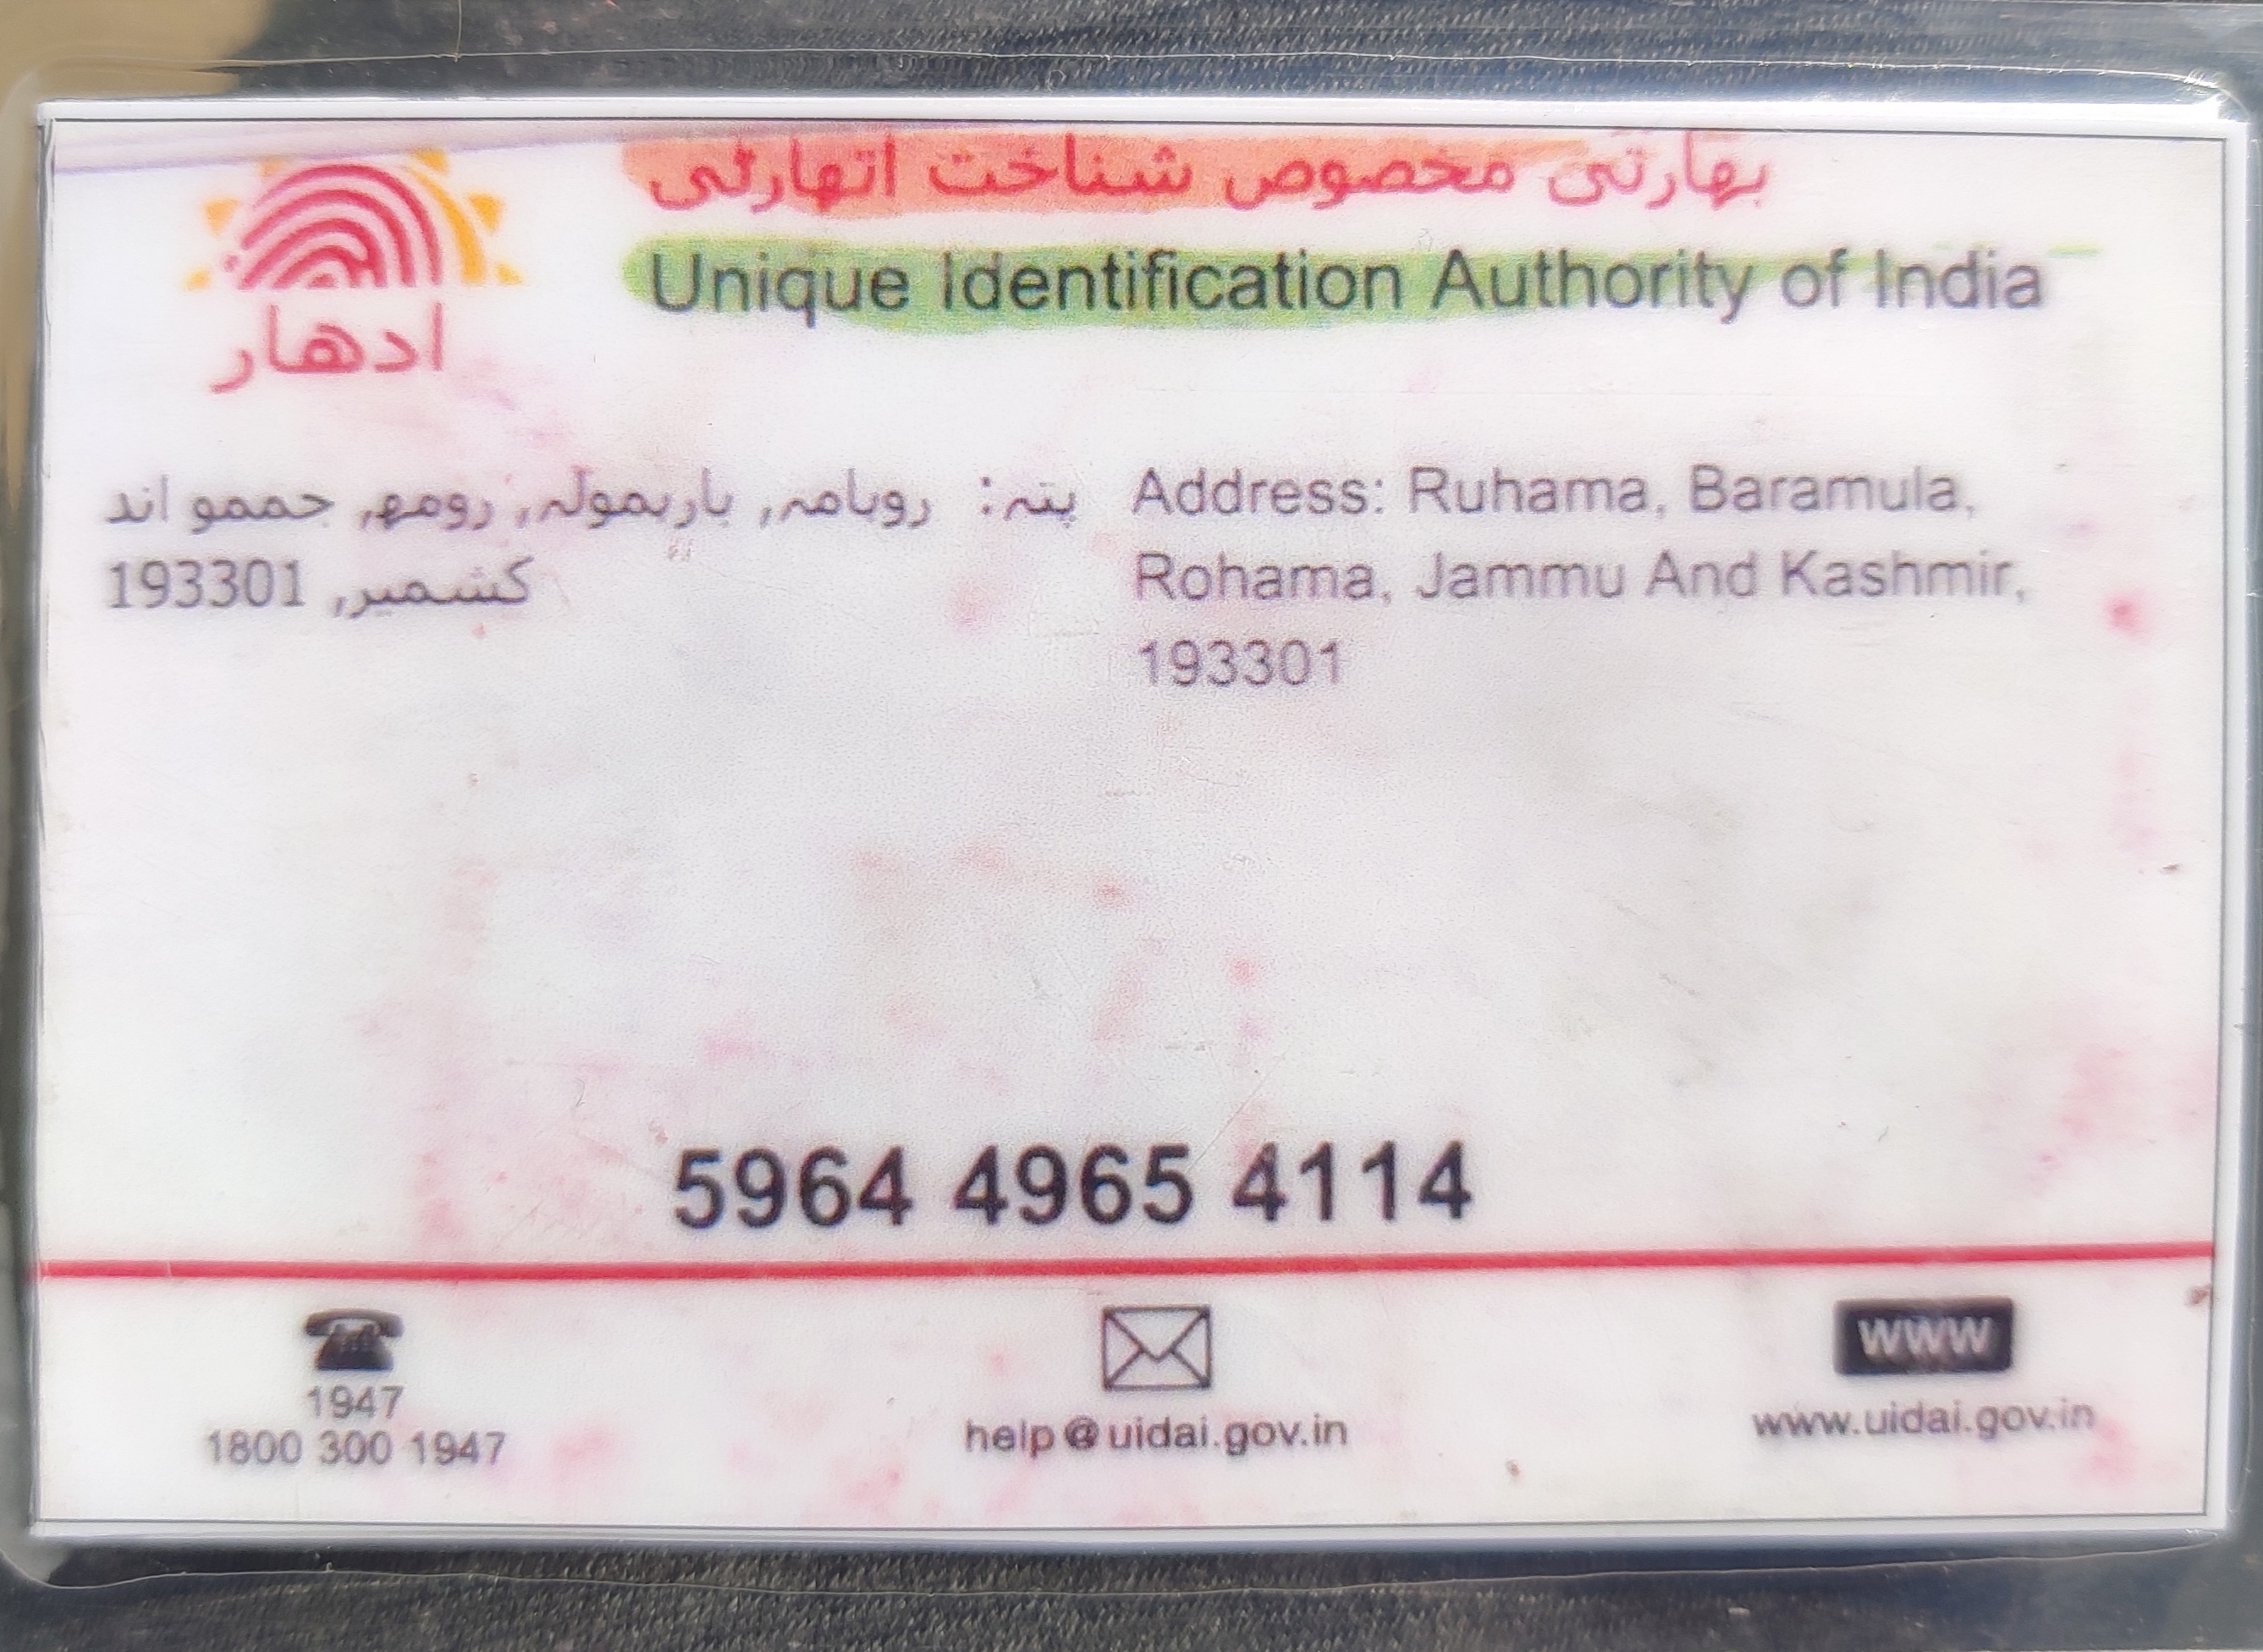 بھارتی مخصوص شناخت اتھارٹی
Unique Identification Authority of India
ادھار
پتہ: روہامہ, بارہمولہ, رومھ, جممو اند
کشمیر, 193301
Address: Ruhama, Baramula,
Rohama, Jammu And Kashmir,
193301
5964 4965 4114
1947
1800 300 1947
help@uidai.gov.in
WWW
www.uidai.gov.in